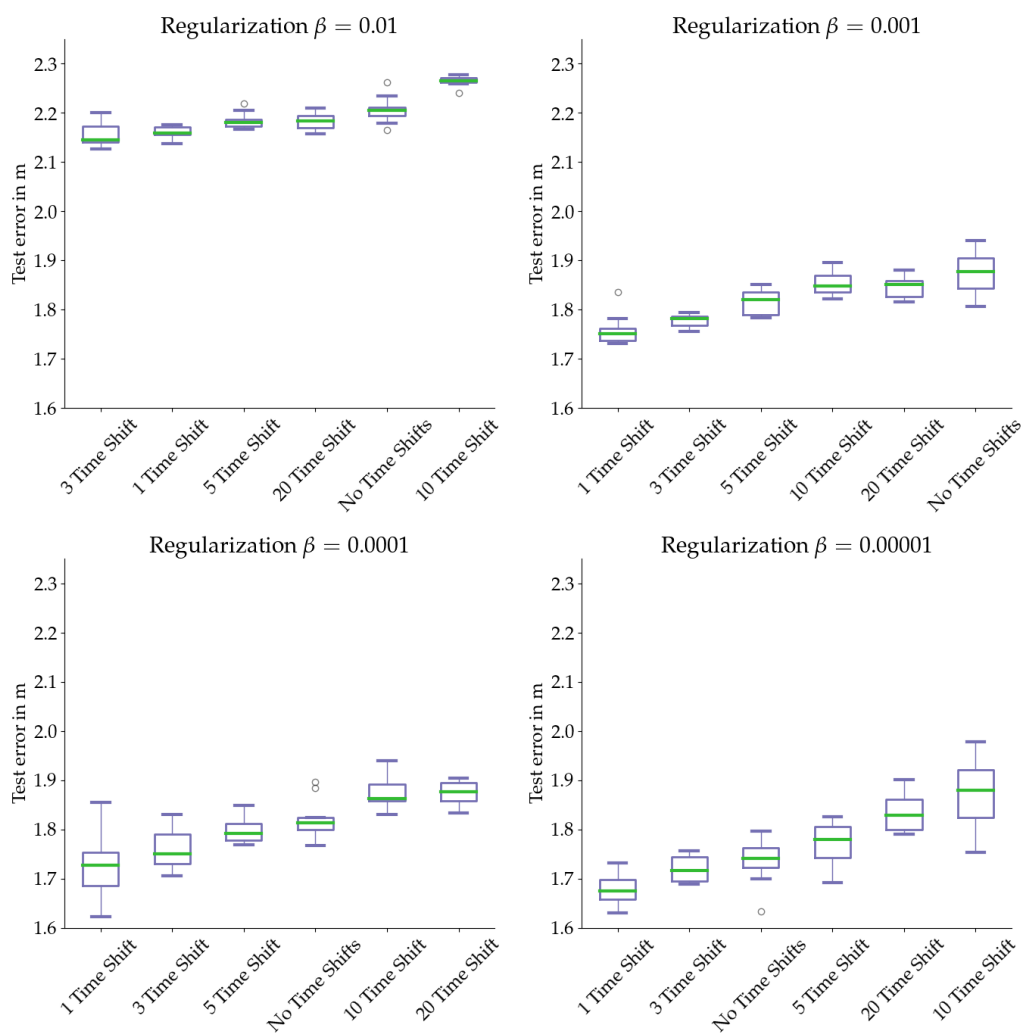 Regularization β = 0.01
Test error in m
2.3
2.2
2.1
2.0
1.9
1.8
1.7
1.6
3 Time Shift
1 Time Shift
5 Time Shift
20 Time Shift
No Time Shifts
10 Time Shift
Regularization β = 0.001
Test error in m
2.3
2.2
2.1
2.0
1.9
1.8
1.7
1.6
1 Time Shift
3 Time Shift
5 Time Shift
10 Time Shift
20 Time Shift
No Time Shifts
Regularization β = 0.0001
Test error in m
2.3
2.2
2.1
2.0
1.9
1.8
1.7
1.6
1 Time Shift
3 Time Shift
5 Time Shift
No Time Shifts
10 Time Shift
20 Time Shift
Regularization β = 0.00001
Test error in m
2.3
2.2
2.1
2.0
1.9
1.8
1.7
1.6
1 Time Shift
3 Time Shift
No Time Shifts
5 Time Shift
20 Time Shift
10 Time Shift